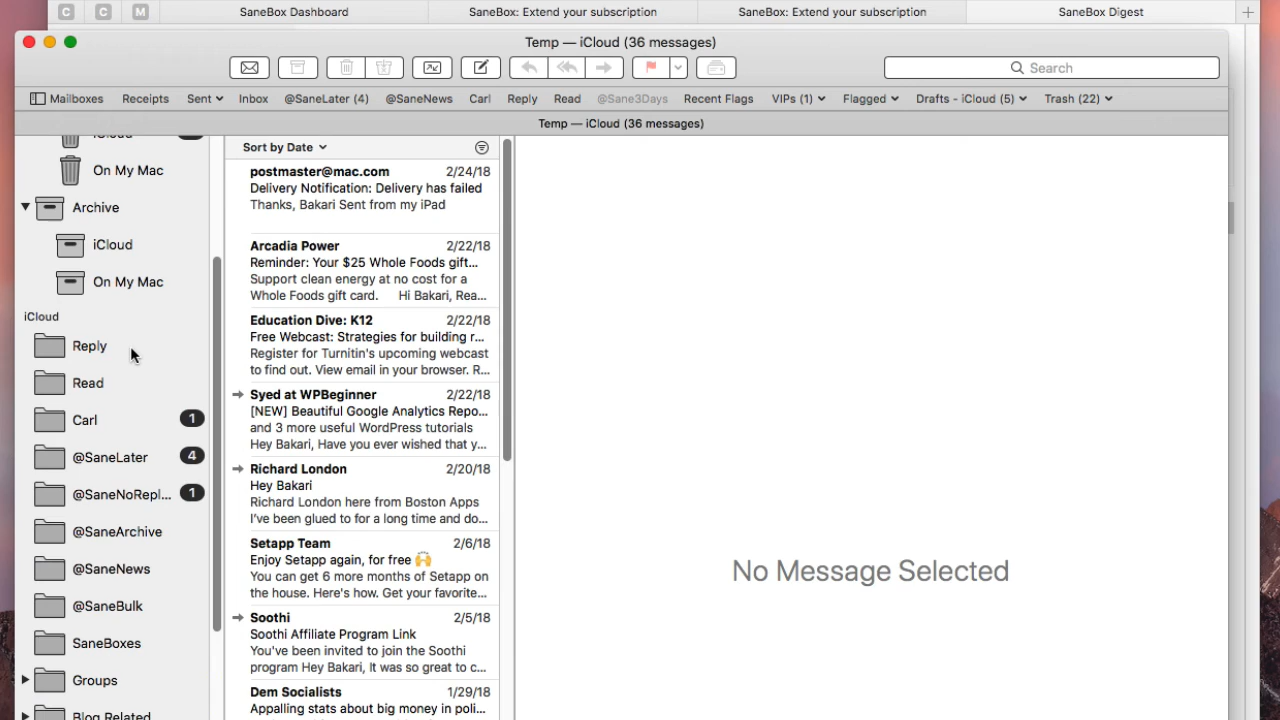 C C M SaneBox Dashboard SaneBox: Extend your subscription SaneBox: Extend your subscription SaneBox Digest
Temp — iCloud (36 messages)
Search
Mailboxes Receipts Sent Inbox @SaneLater (4) @SaneNews Carl Reply Read @Sane3Days Recent Flags VIPs (1) Flagged Drafts - iCloud (5) Trash (22)
Temp — iCloud (36 messages)
iCloud
On My Mac
Archive
iCloud
On My Mac
iCloud
Reply
Read
Carl 1
@SaneLater 4
@SaneNoRepl... 1
@SaneArchive
@SaneNews
@SaneBulk
SaneBoxes
Groups
Blog Related
Sort by Date
postmaster@mac.com 2/24/18
Delivery Notification: Delivery has failed
Thanks, Bakari Sent from my iPad
Arcadia Power 2/22/18
Reminder: Your $25 Whole Foods gift...
Support clean energy at no cost for a
Whole Foods gift card. Hi Bakari, Rea...
Education Dive: K12 2/22/18
Free Webcast: Strategies for building r...
Register for Turnitin's upcoming webcast
to find out. View email in your browser. R...
Syed at WPBeginner 2/22/18
[NEW] Beautiful Google Analytics Repo...
and 3 more useful WordPress tutorials
Hey Bakari, Have you ever wished that y...
Richard London 2/20/18
Hey Bakari
Richard London here from Boston Apps
I've been glued to for a long time and do...
Setapp Team 2/6/18
Enjoy Setapp again, for free 🙌
You can get 6 more months of Setapp on
the house. Here's how. Get your favorite...
Soothi 2/5/18
Soothi Affiliate Program Link
You've been invited to join the Soothi
program Hey Bakari, It was so great to c...
Dem Socialists 1/29/18
Appalling stats about big money in poli...
No Message Selected